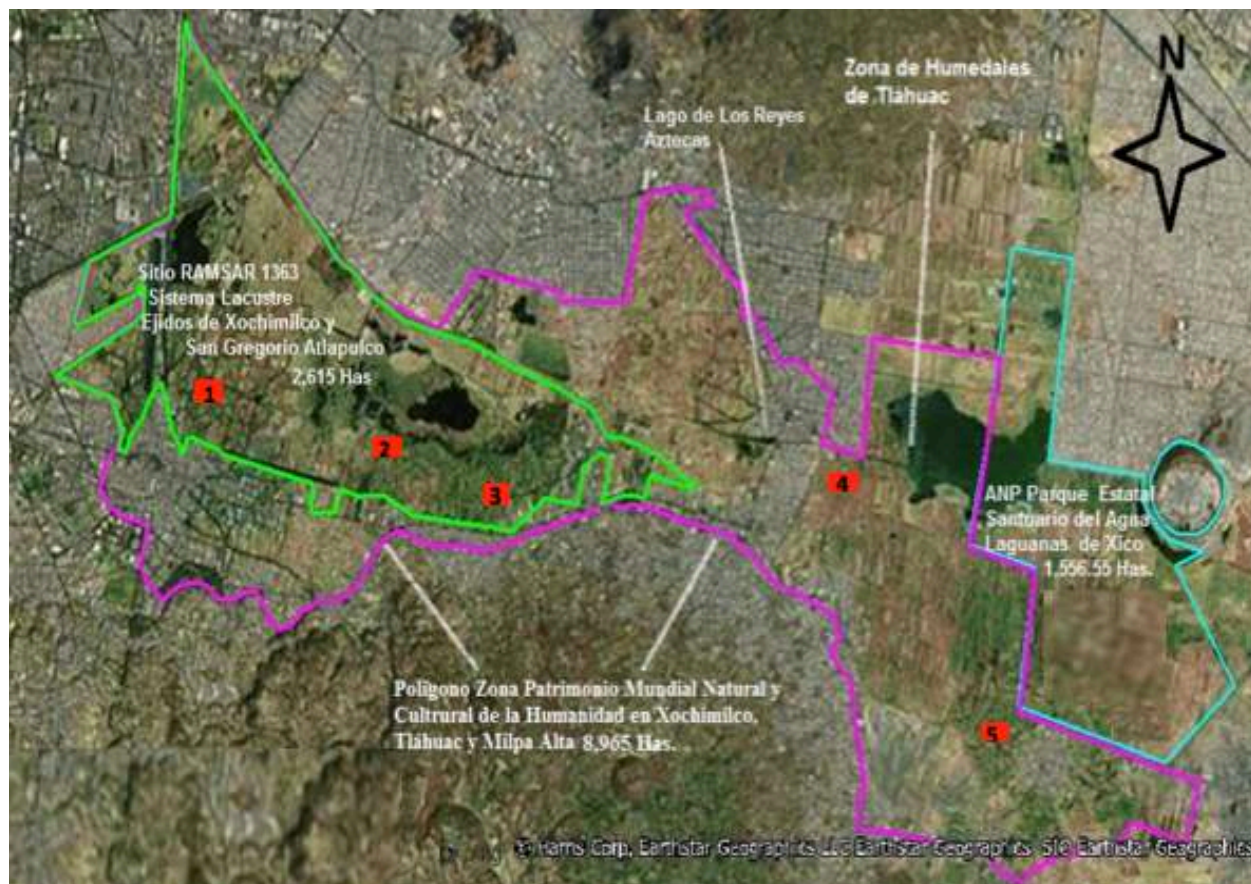 N
Zona de Humedales
de Tláhuac
Lago de Los Reyes
Aztecas
Sitio RAMSAR 1363
Sistema Lacustre
Ejidos de Xochimilco y
San Gregorio Atlapulco
2,615 Has
1
2
3
4
ANP Parque Estatal
Santuario del Agua
Lagunas de Xico
1,556.55 Has.
Polígono Zona Patrimonio Mundial Natural y
Cultrural de la Humanidad en Xochimilco,
Tláhuac y Milpa Alta 8,965 Has.
5
© Harris Corp, Earthstar Geographics LLC Earthstar Geographics SIO Earthstar Geographics